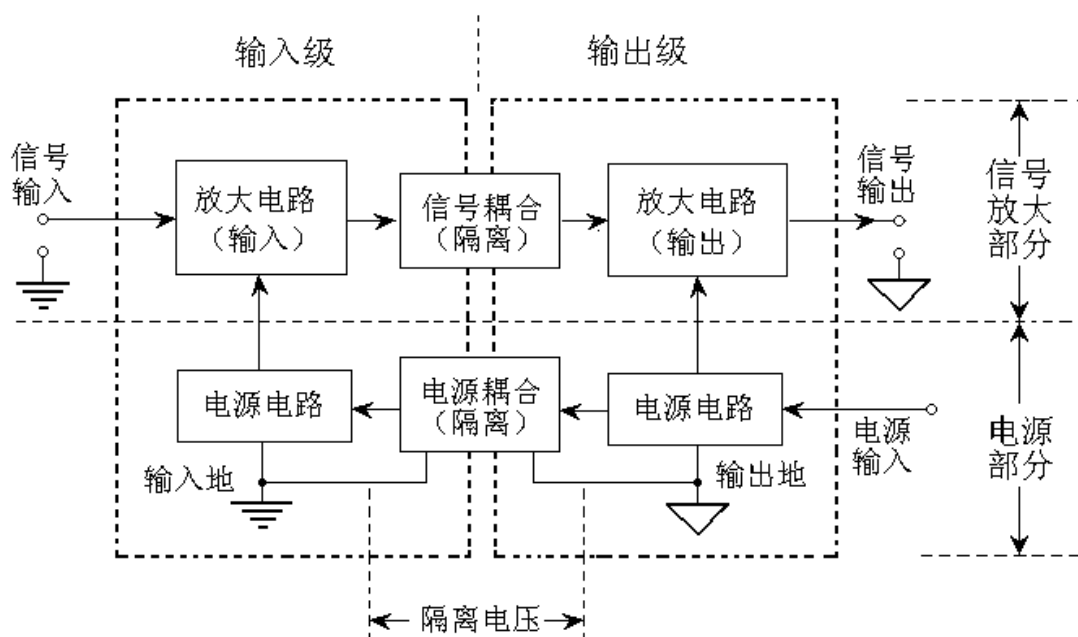 输入级
输出级
信号
输入
放大电路
（输入）
信号耦合
（隔离）
放大电路
（输出）
信号
输出
信号
放大
部分
电源电路
电源耦合
（隔离）
电源电路
电源
输入
电源
部分
输入地
输出地
隔离电压